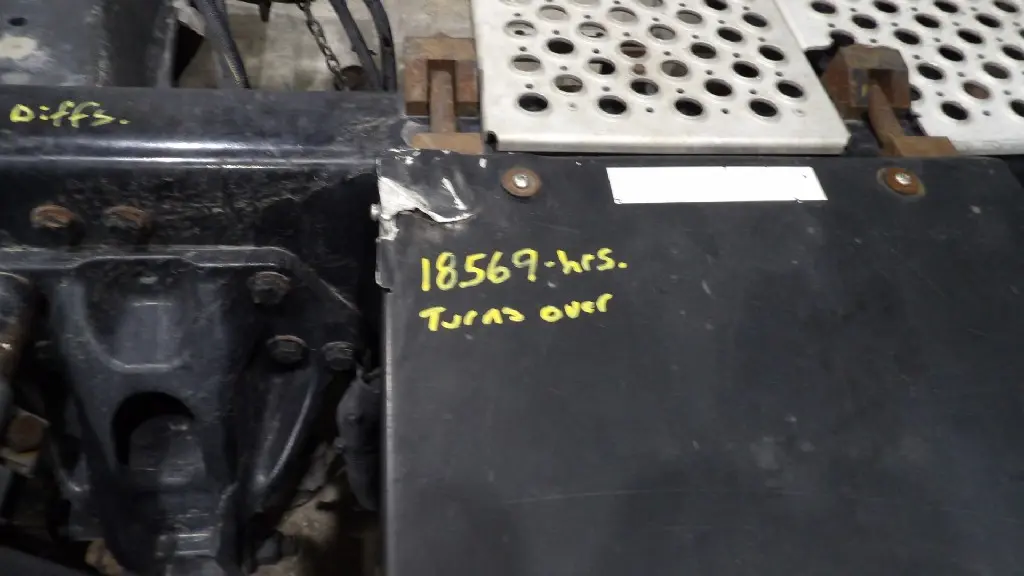 Diffs.
18569-hrs.
Turns over